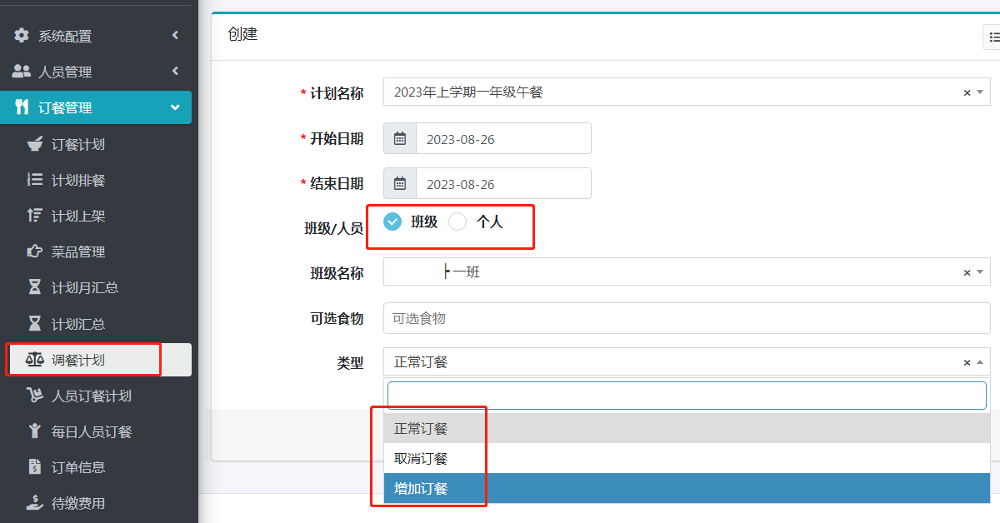 系统配置
人员管理
订餐管理
订餐计划
计划排餐
计划上架
菜品管理
计划月汇总
计划汇总
调餐计划
人员订餐计划
每日人员订餐
订单信息
待缴费用
创建
* 计划名称 2023年上学期一年级午餐 ×
* 开始日期 2023-08-26
* 结束日期 2023-08-26
班级/人员 班级 个人
班级名称 ├一班 ×
可选食物 可选食物
类型 正常订餐 ×
正常订餐
取消订餐
增加订餐